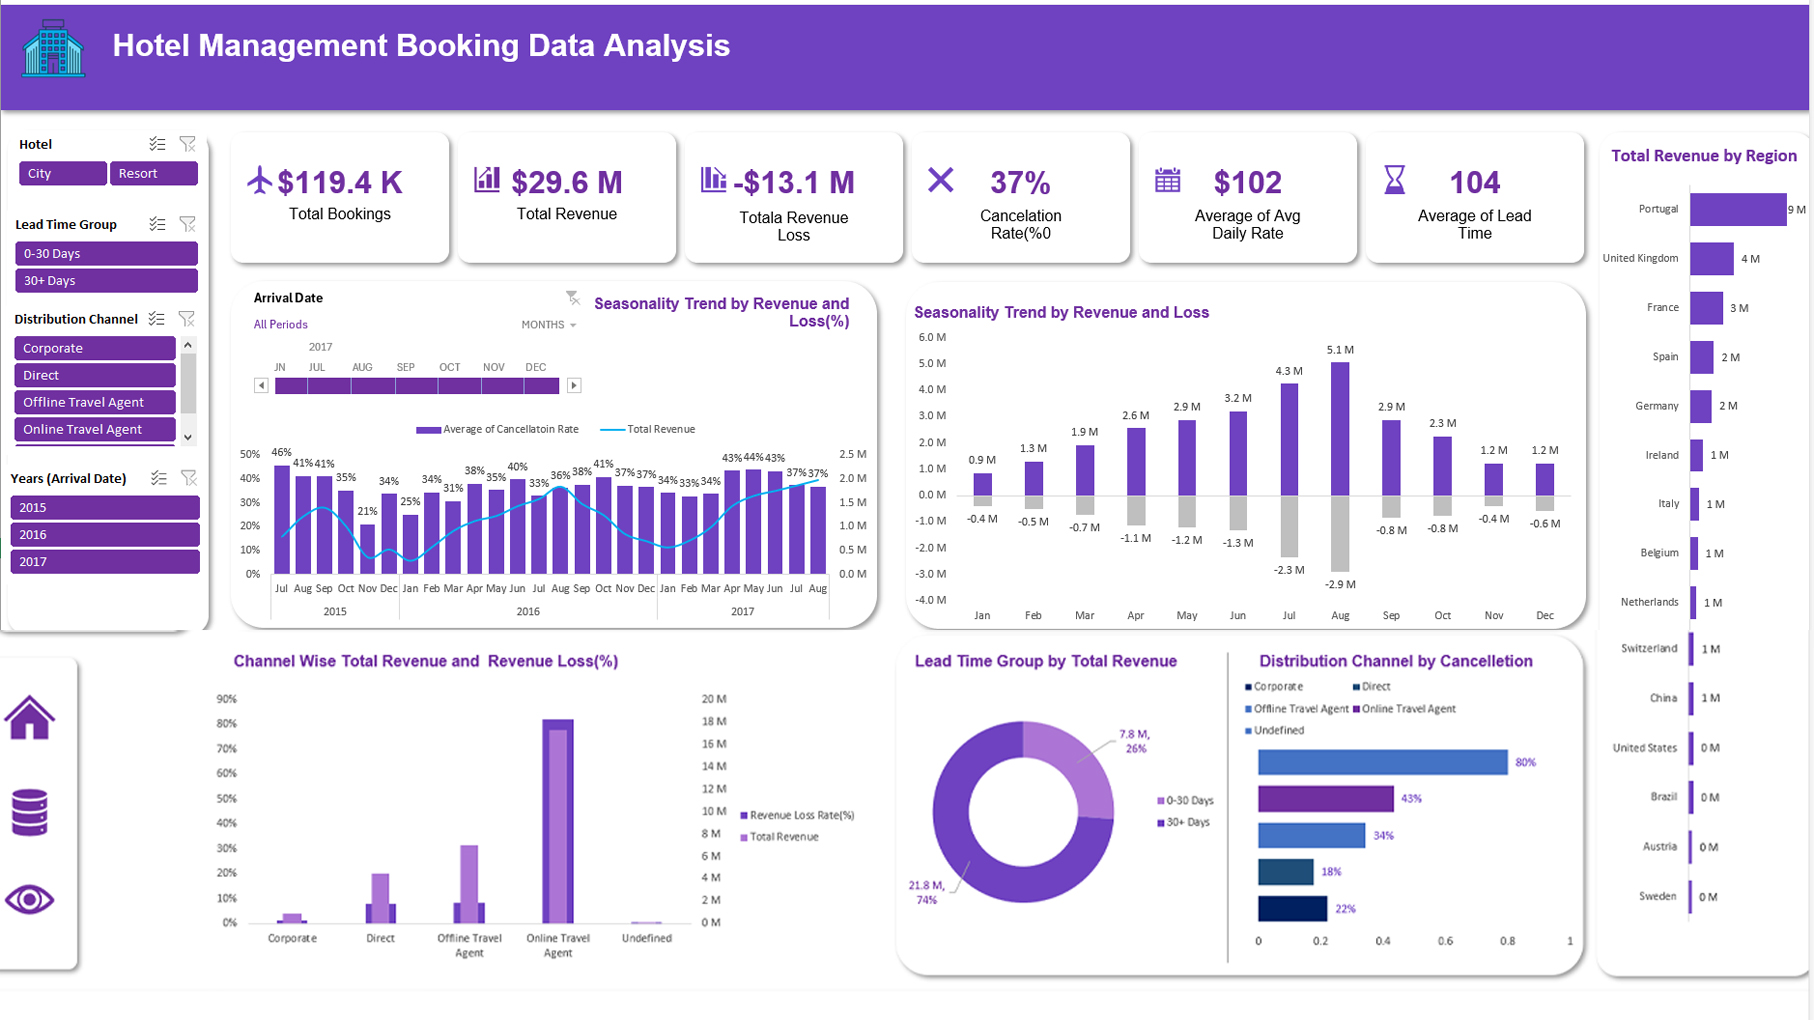 Hotel Management Booking Data Analysis
Hotel
City
Resort
Lead Time Group
0-30 Days
30+ Days
Distribution Channel
Corporate
Direct
Offline Travel Agent
Online Travel Agent
Years (Arrival Date)
2015
2016
2017
$119.4 K
Total Bookings
$29.6 M
Total Revenue
-$13.1 M
Totala Revenue
Loss
37%
Cancelation
Rate(%0
$102
Average of Avg
Daily Rate
104
Average of Lead
Time
Arrival Date
All Periods
MONTHS
2017
JN JUL AUG SEP OCT NOV DEC
Seasonality Trend by Revenue and
Loss(%)
Average of Cancellatoin Rate
Total Revenue
50%
40%
30%
20%
10%
0%
46% 41% 41% 35% 21% 34% 25% 34% 31% 38% 35% 40% 33% 36% 38% 41% 37% 37% 34% 33% 34% 43% 44% 43% 37% 37%
2.5 M
2.0 M
1.5 M
1.0 M
0.5 M
0.0 M
Jul Aug Sep Oct Nov Dec Jan Feb Mar Apr May Jun Jul Aug Sep Oct Nov Dec Jan Feb Mar Apr May Jun Jul Aug
2015 2016 2017
Seasonality Trend by Revenue and Loss
6.0 M
5.0 M
4.0 M
3.0 M
2.0 M
1.0 M
0.0 M
-1.0 M
-2.0 M
-3.0 M
-4.0 M
0.9 M 1.3 M 1.9 M 2.6 M 2.9 M 3.2 M 4.3 M 5.1 M 2.9 M 2.3 M 1.2 M 1.2 M
-0.4 M -0.5 M -0.7 M -1.1 M -1.2 M -1.3 M -2.3 M -2.9 M -0.8 M -0.8 M -0.4 M -0.6 M
Jan Feb Mar Apr May Jun Jul Aug Sep Oct Nov Dec
Total Revenue by Region
Portugal 9 M
United Kingdom 4 M
France 3 M
Spain 2 M
Germany 2 M
Ireland 1 M
Italy 1 M
Belgium 1 M
Netherlands 1 M
Switzerland 1 M
China 1 M
United States 0 M
Brazil 0 M
Austria 0 M
Sweden 0 M
Channel Wise Total Revenue and Revenue Loss(%)
90%
80%
70%
60%
50%
40%
30%
20%
10%
0%
20 M
18 M
16 M
14 M
12 M
10 M
8 M
6 M
4 M
2 M
0 M
Corporate
Direct
Offline Travel
Agent
Online Travel
Agent
Undefined
Revenue Loss Rate(%)
Total Revenue
Lead Time Group by Total Revenue
7.8 M,
26%
21.8 M,
74%
0-30 Days
30+ Days
Distribution Channel by Cancelletion
Corporate
Direct
Offline Travel Agent
Online Travel Agent
Undefined
80%
43%
34%
18%
22%
0 0.2 0.4 0.6 0.8 1